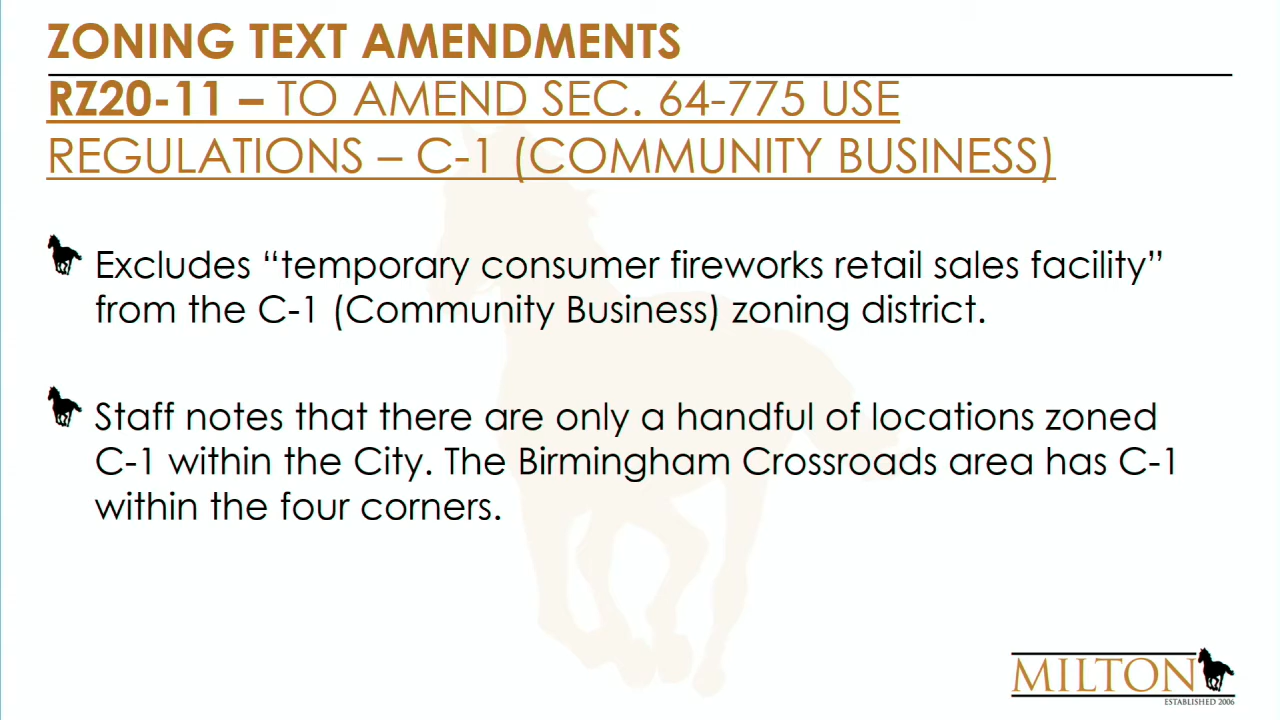 ZONING TEXT AMENDMENTS
RZ20-11 – TO AMEND SEC. 64-775 USE
REGULATIONS – C-1 (COMMUNITY BUSINESS)
Excludes “temporary consumer fireworks retail sales facility”
from the C-1 (Community Business) zoning district.
Staff notes that there are only a handful of locations zoned
C-1 within the City. The Birmingham Crossroads area has C-1
within the four corners.
MILTON
ESTABLISHED 2006